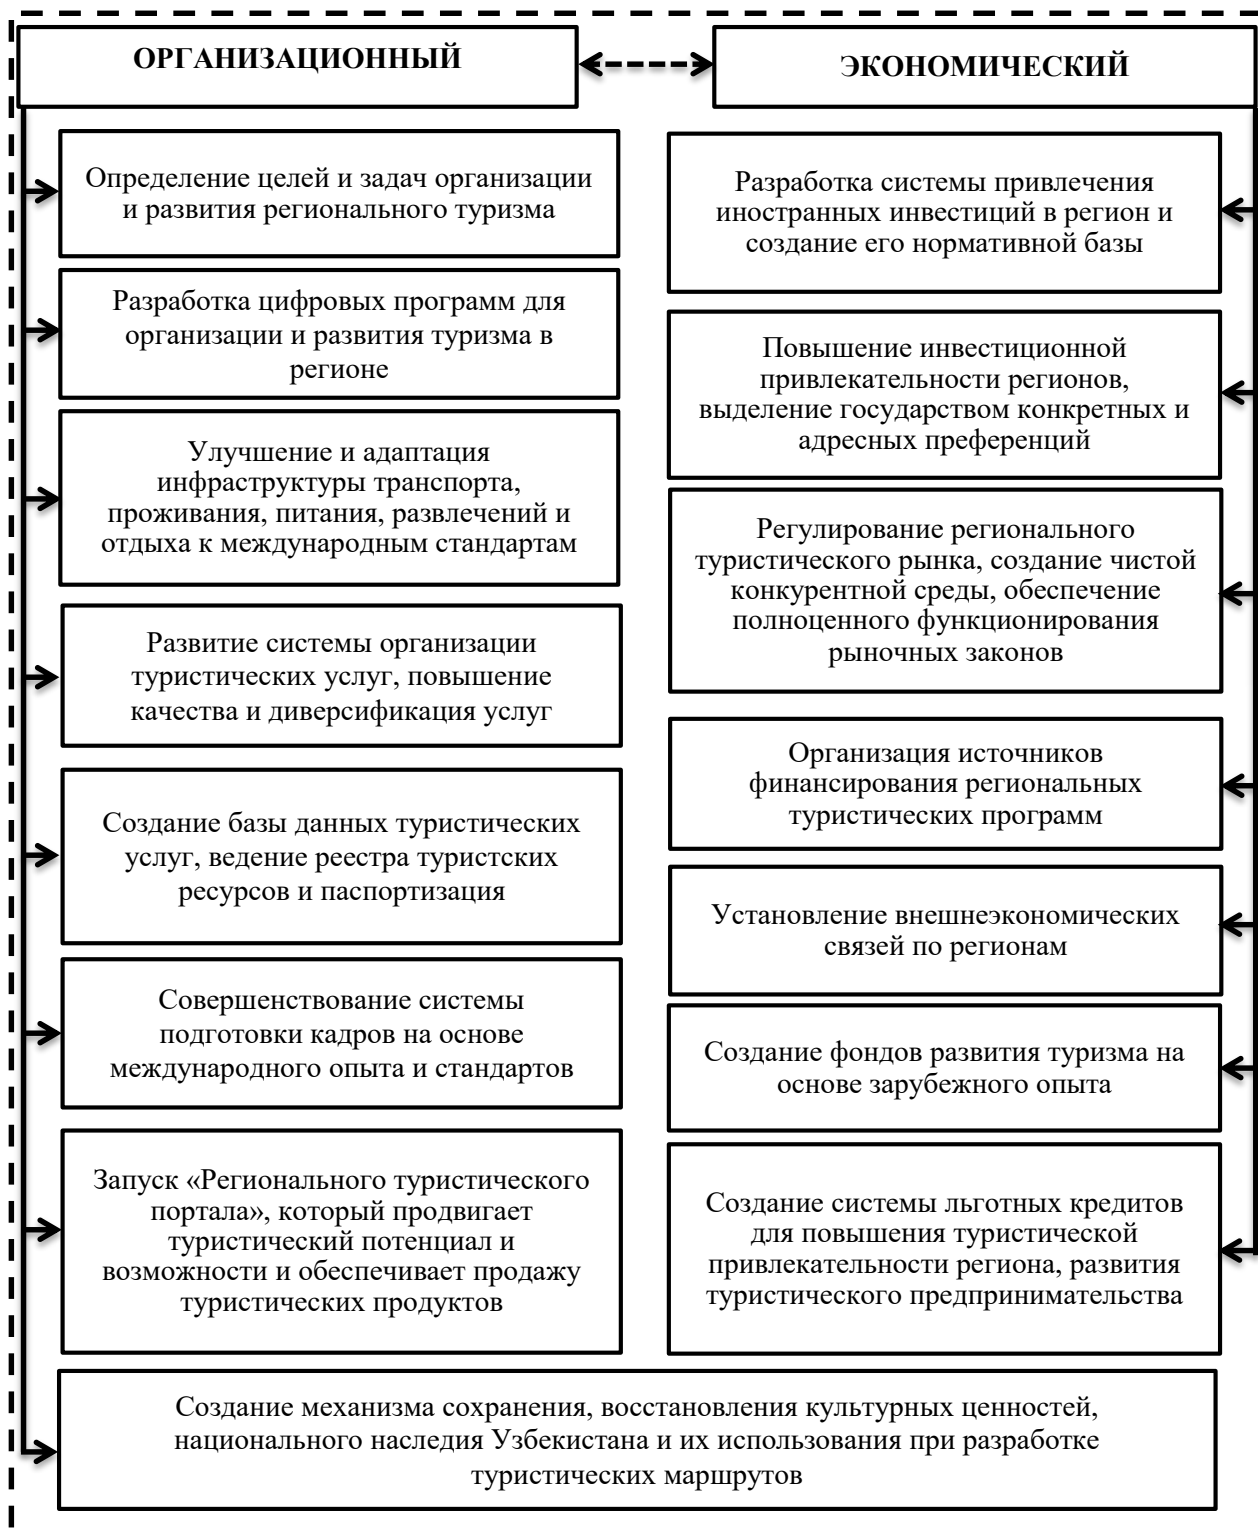 ОРГАНИЗАЦИОННЫЙ
ЭКОНОМИЧЕСКИЙ
Определение целей и задач организации
и развития регионального туризма
Разработка цифровых программ для
организации и развития туризма в
регионе
Улучшение и адаптация
инфраструктуры транспорта,
проживания, питания, развлечений и
отдыха к международным стандартам
Развитие системы организации
туристических услуг, повышение
качества и диверсификация услуг
Создание базы данных туристических
услуг, ведение реестра туристских
ресурсов и паспортизация
Совершенствование системы
подготовки кадров на основе
международного опыта и стандартов
Запуск «Регионального туристического
портала», который продвигает
туристический потенциал и
возможности и обеспечивает продажу
туристических продуктов
Разработка системы привлечения
иностранных инвестиций в регион и
создание его нормативной базы
Повышение инвестиционной
привлекательности регионов,
выделение государством конкретных и
адресных преференций
Регулирование регионального
туристического рынка, создание чистой
конкурентной среды, обеспечение
полноценного функционирования
рыночных законов
Организация источников
финансирования региональных
туристических программ
Установление внешнеэкономических
связей по регионам
Создание фондов развития туризма на
основе зарубежного опыта
Создание системы льготных кредитов
для повышения туристической
привлекательности региона, развития
туристического предпринимательства
Создание механизма сохранения, восстановления культурных ценностей,
национального наследия Узбекистана и их использования при разработке
туристических маршрутов